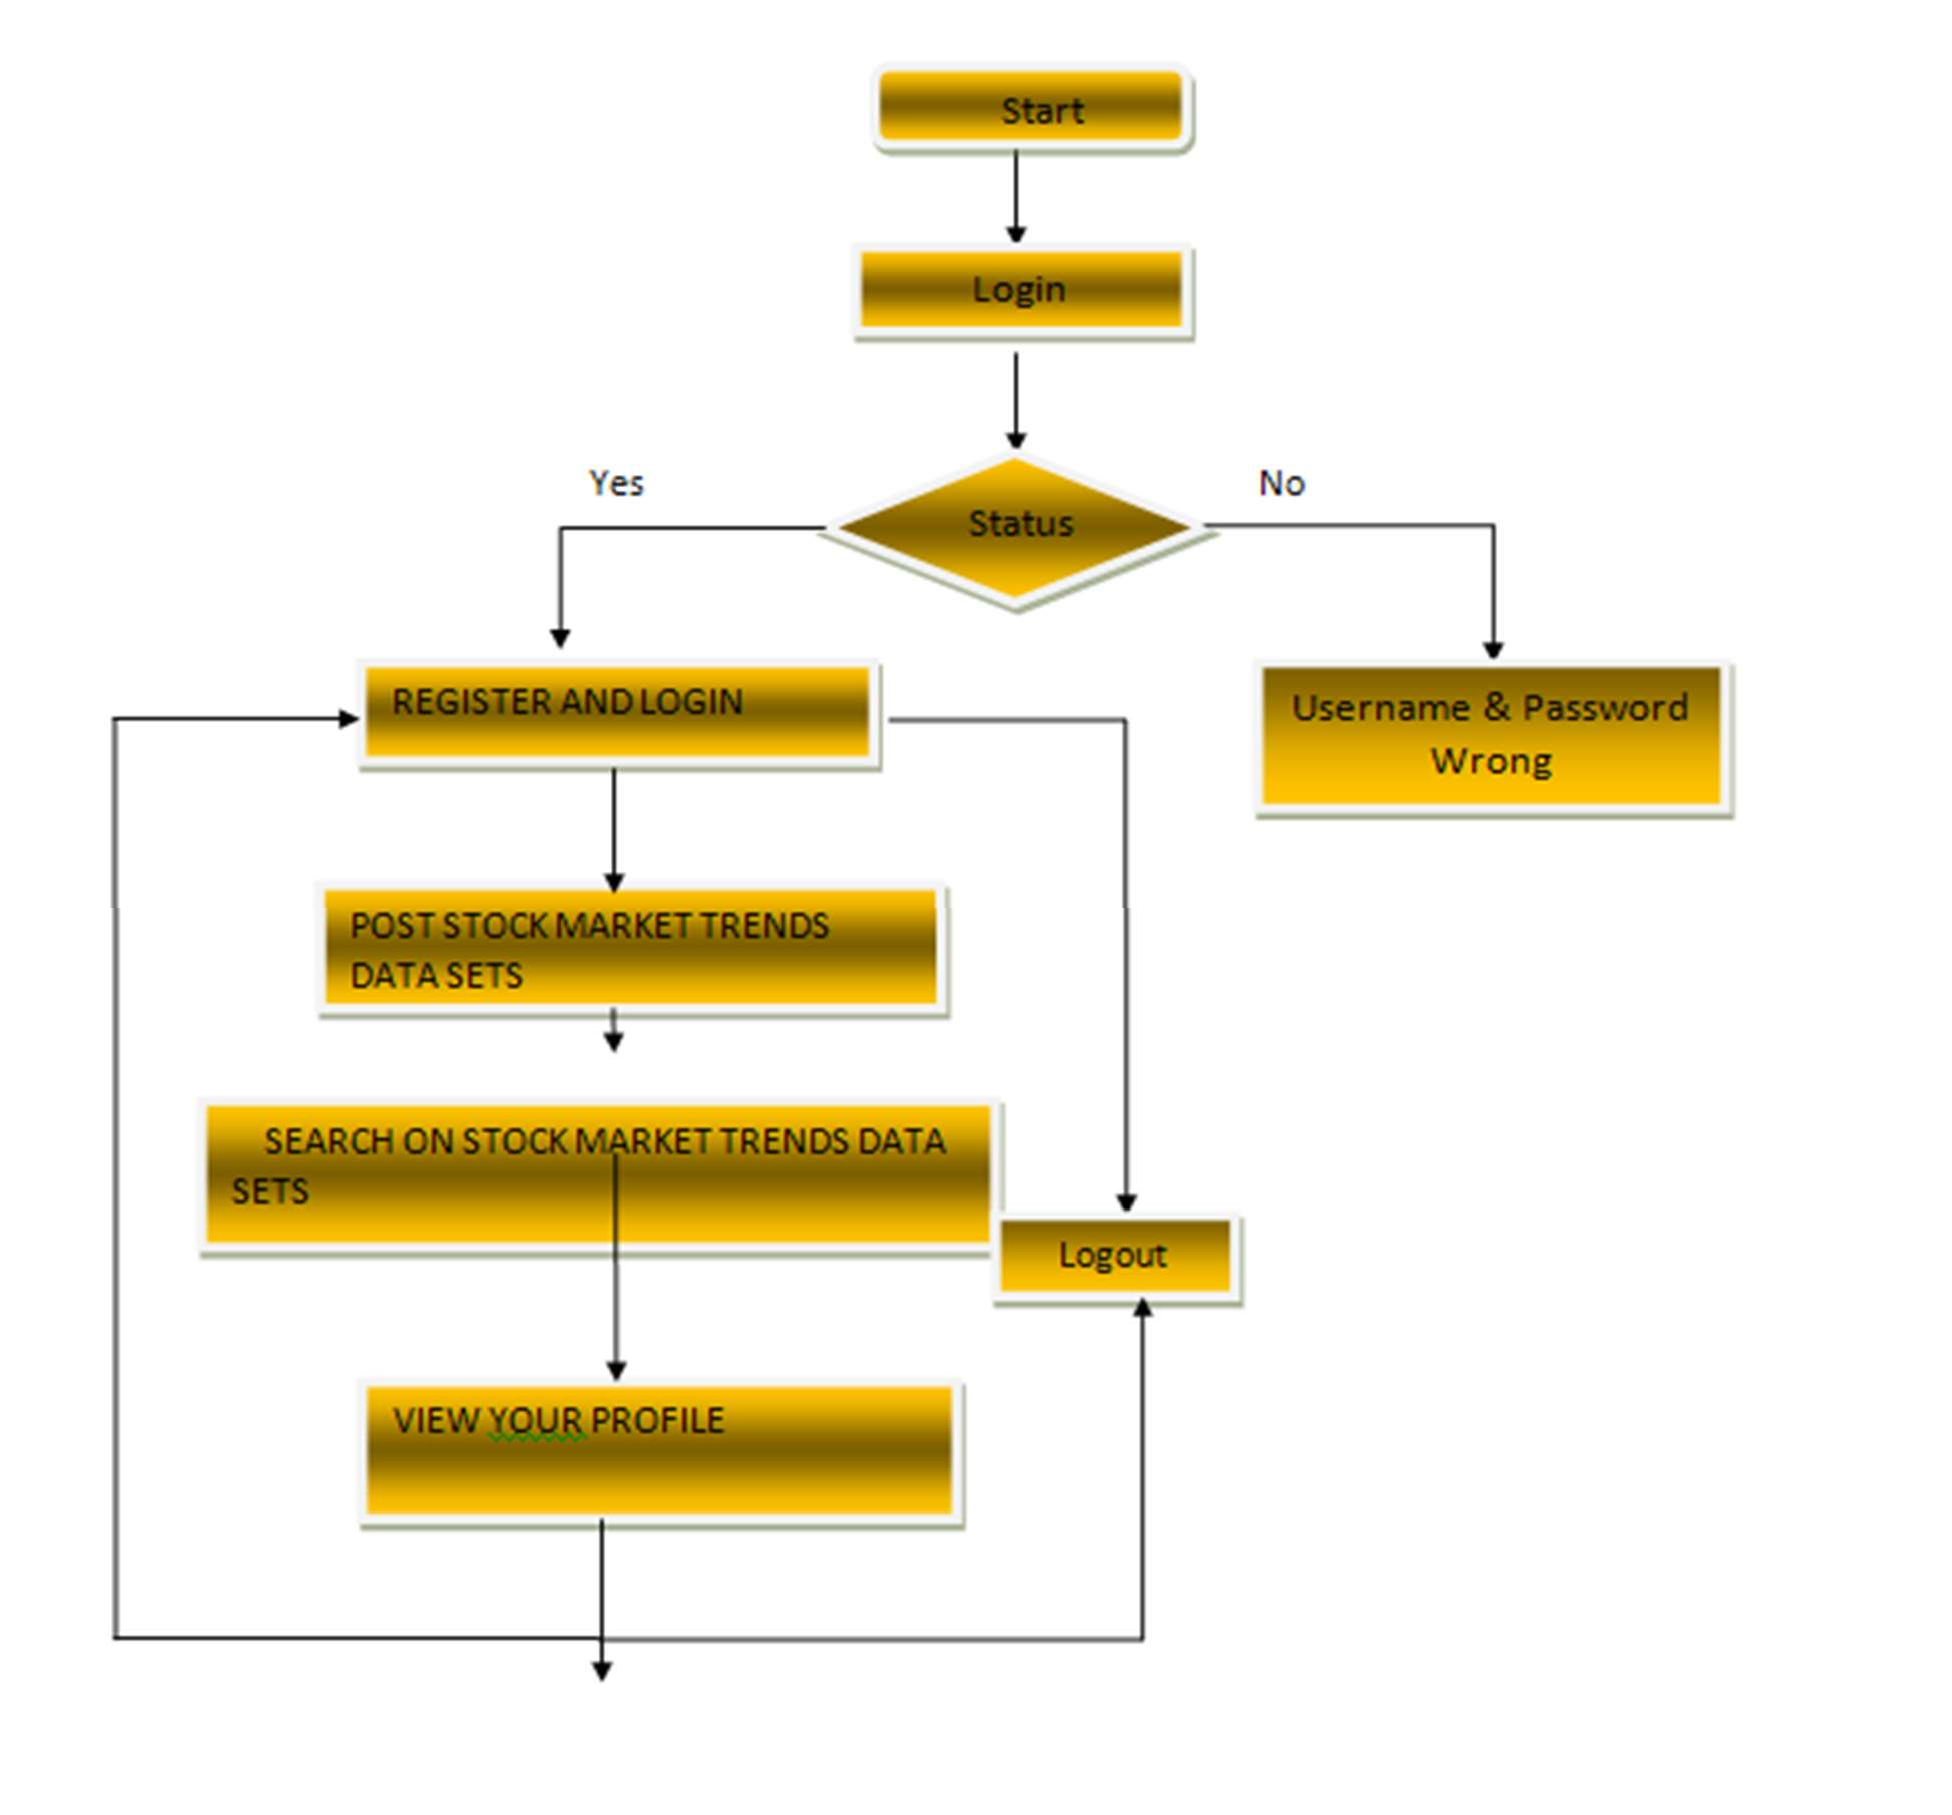 Start
Login
Yes
No
Status
REGISTER AND LOGIN
Username & Password
Wrong
POST STOCK MARKET TRENDS
DATA SETS
SEARCH ON STOCK MARKET TRENDS DATA
SETS
Logout
VIEW YOUR PROFILE